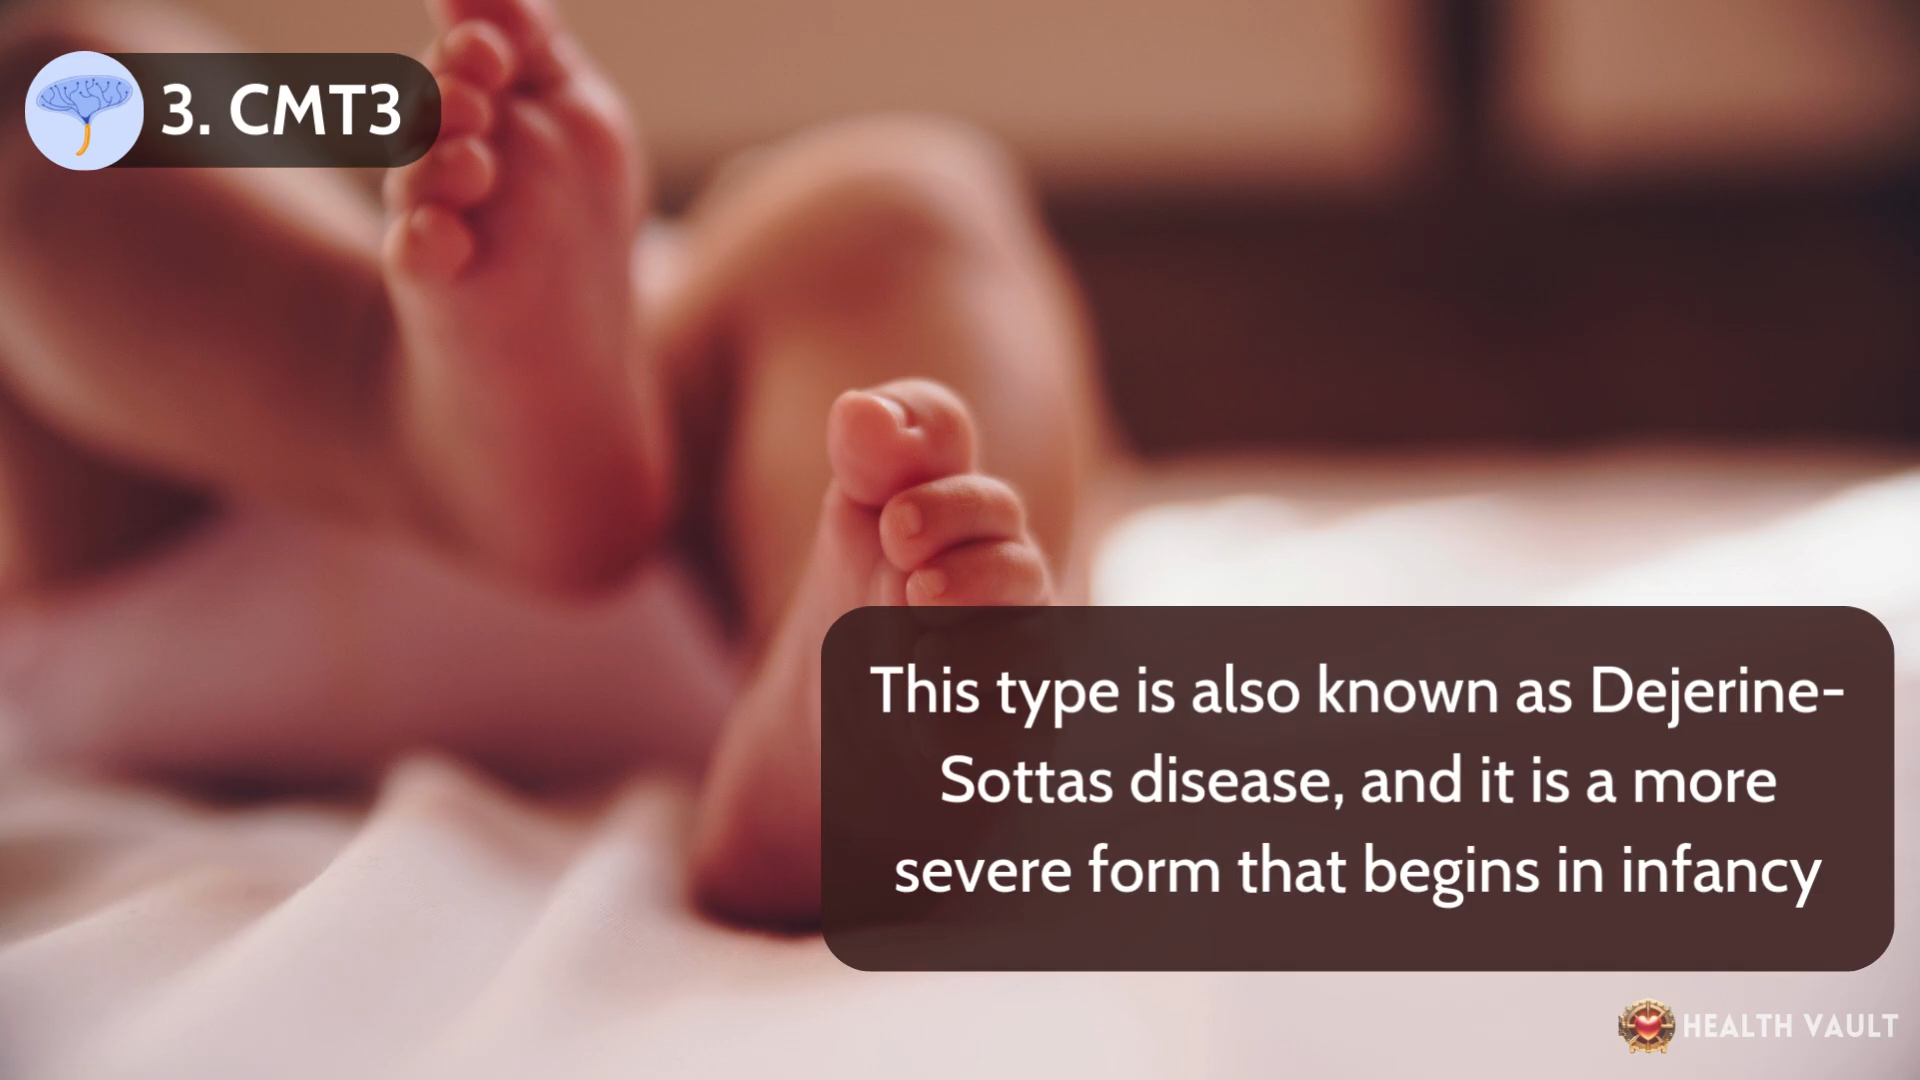 3. CMT3
This type is also known as Dejerine-
Sottas disease, and it is a more
severe form that begins in infancy
HEALTH VAULT